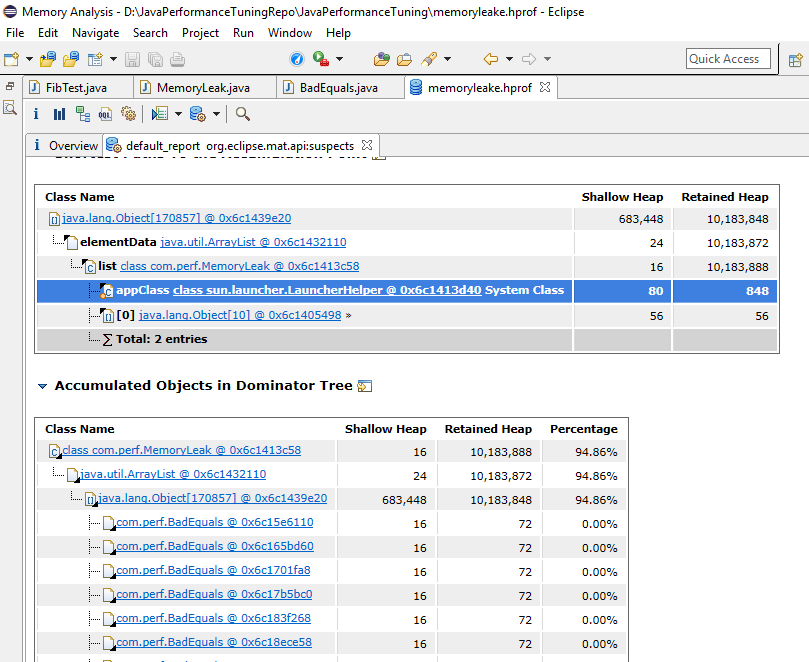 Memory Analysis - D:\JavaPerformanceTuningRepo\JavaPerformanceTuning\memoryleake.hprof - Eclipse
File Edit Navigate Search Project Run Window Help
Quick Access
FibTest.java MemoryLeak.java BadEquals.java memoryleake.hprof
i OQL
i Overview default_report org.eclipse.mat.api:suspects
Shortest Paths To the Accumulation Point
Class Name Shallow Heap Retained Heap
java.lang.Object[170857] @ 0x6c1439e20 683,448 10,183,848
elementData java.util.ArrayList @ 0x6c1432110 24 10,183,872
list class com.perf.MemoryLeak @ 0x6c1413c58 16 10,183,888
appClass class sun.launcher.LauncherHelper @ 0x6c1413d40 System Class 80 848
[0] java.lang.Object[10] @ 0x6c1405498 » 56 56
∑ Total: 2 entries
Accumulated Objects in Dominator Tree
Class Name Shallow Heap Retained Heap Percentage
class com.perf.MemoryLeak @ 0x6c1413c58 16 10,183,888 94.86%
java.util.ArrayList @ 0x6c1432110 24 10,183,872 94.86%
java.lang.Object[170857] @ 0x6c1439e20 683,448 10,183,848 94.86%
com.perf.BadEquals @ 0x6c15e6110 16 72 0.00%
com.perf.BadEquals @ 0x6c165bd60 16 72 0.00%
com.perf.BadEquals @ 0x6c1701fa8 16 72 0.00%
com.perf.BadEquals @ 0x6c17b5bc0 16 72 0.00%
com.perf.BadEquals @ 0x6c183f268 16 72 0.00%
com.perf.BadEquals @ 0x6c18ece58 16 72 0.00%